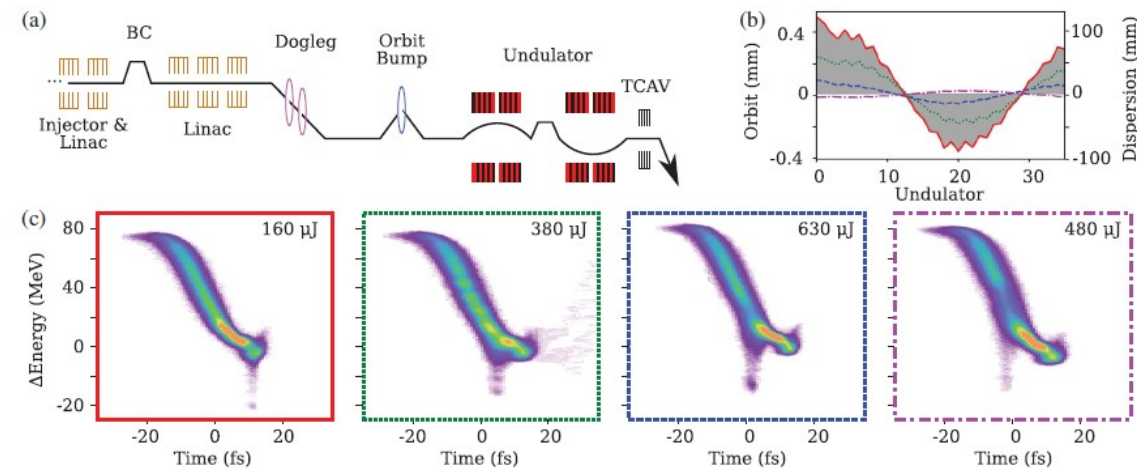 (a)
BC
Dogleg
Orbit
Bump
Undulator
TCAV
...
Injector &
Linac
Linac
(b)
Orbit (mm)
0.4
0
-0.4
Dispersion (mm)
100
50
0
-50
-100
0
10
20
30
Undulator
(c)
ΔEnergy (MeV)
80
40
0
-20
160 μJ
380 μJ
630 μJ
480 μJ
-20
0
20
-20
0
20
-20
0
20
-20
0
20
Time (fs)
Time (fs)
Time (fs)
Time (fs)